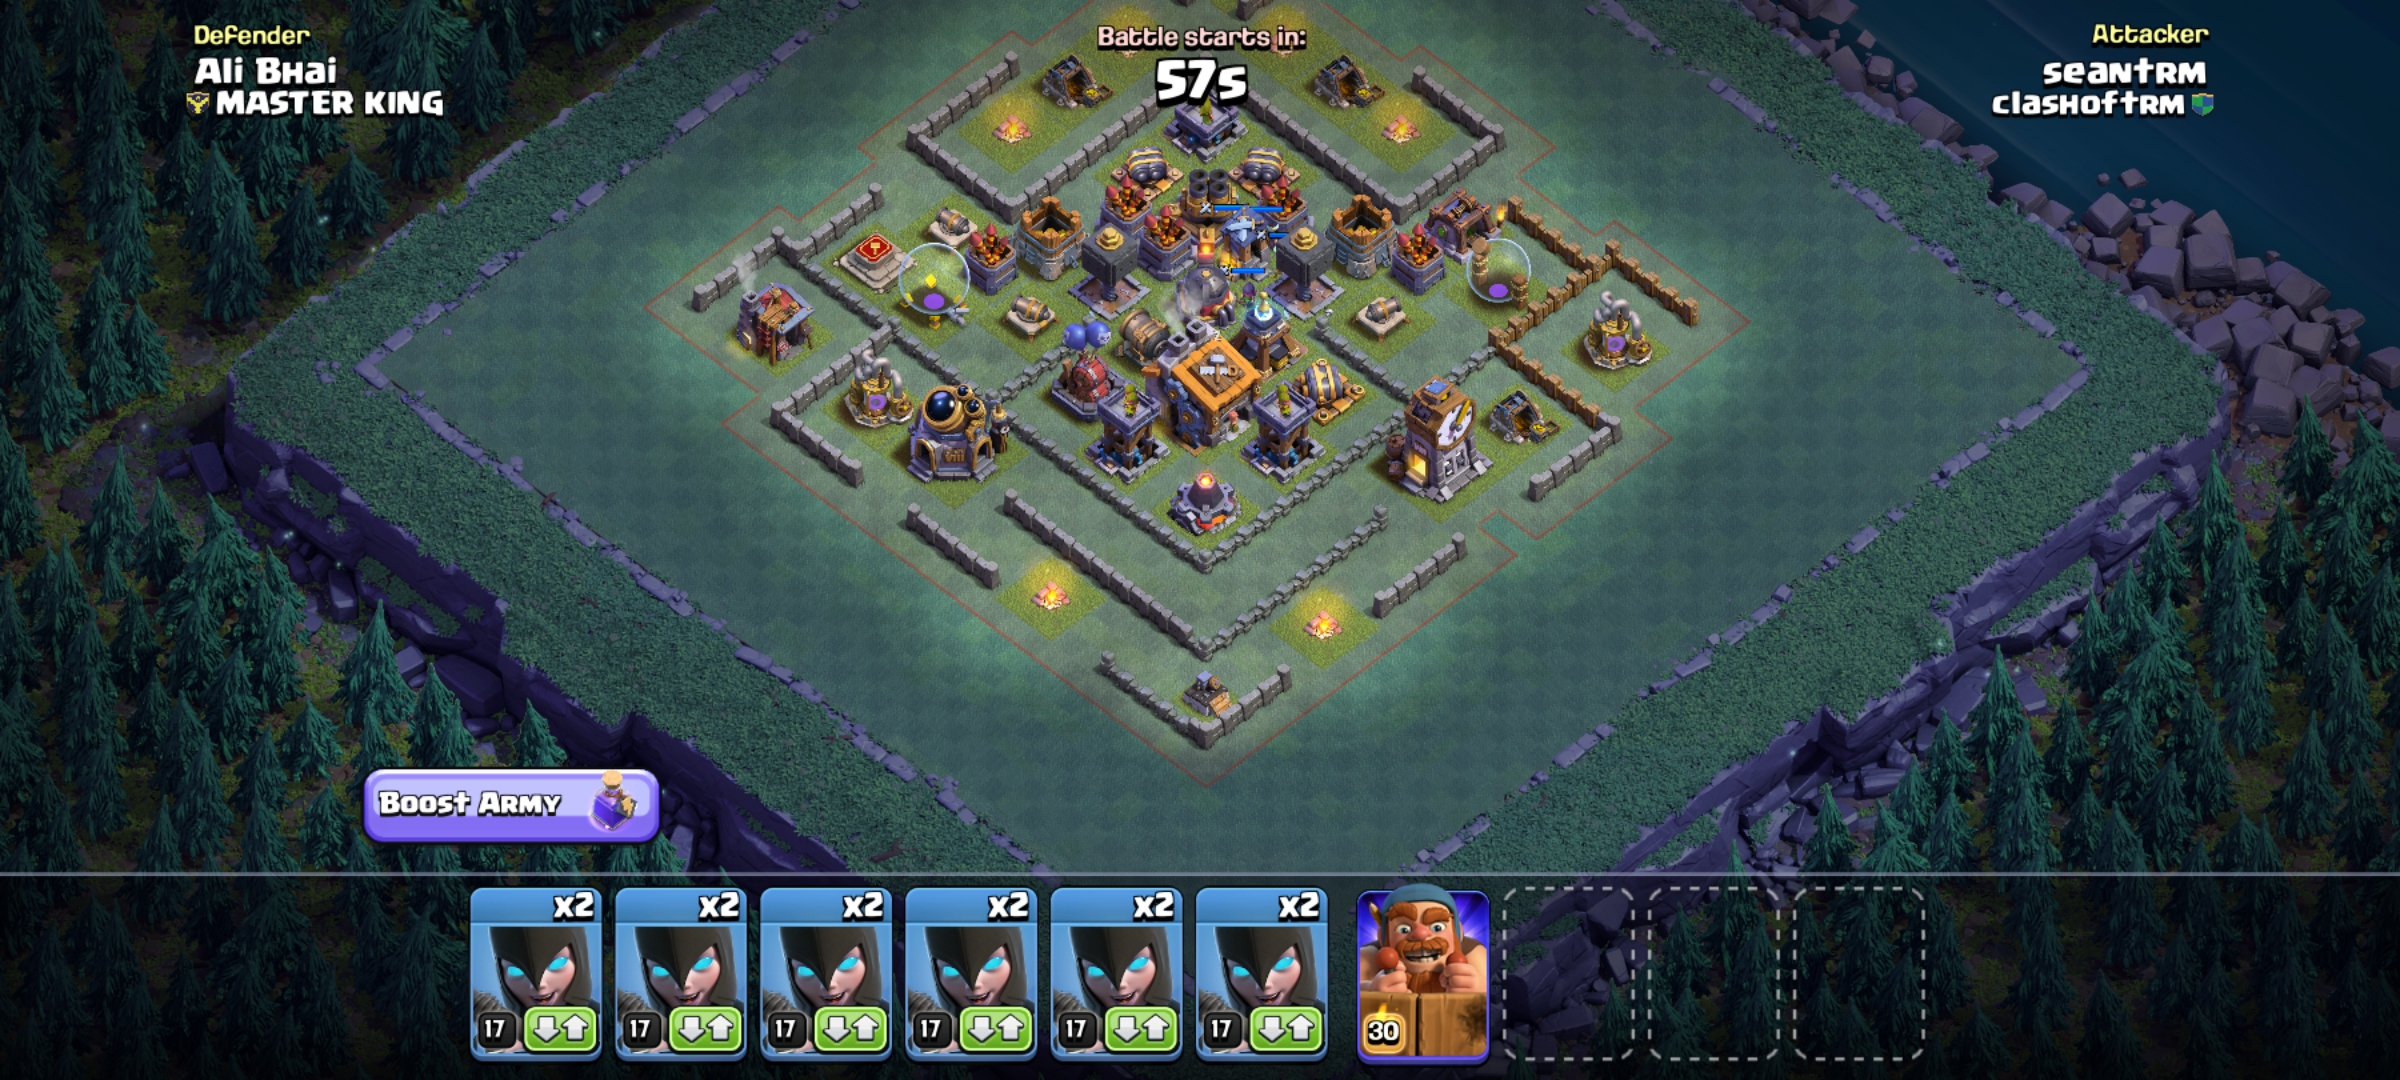 Defender
Ali BHai
MASTER KING
Battle starts in:
57s
Attacker
seantRM
clashoftRM
Boost Army
x2
x2
x2
x2
x2
x2
17
17
17
17
17
17
30